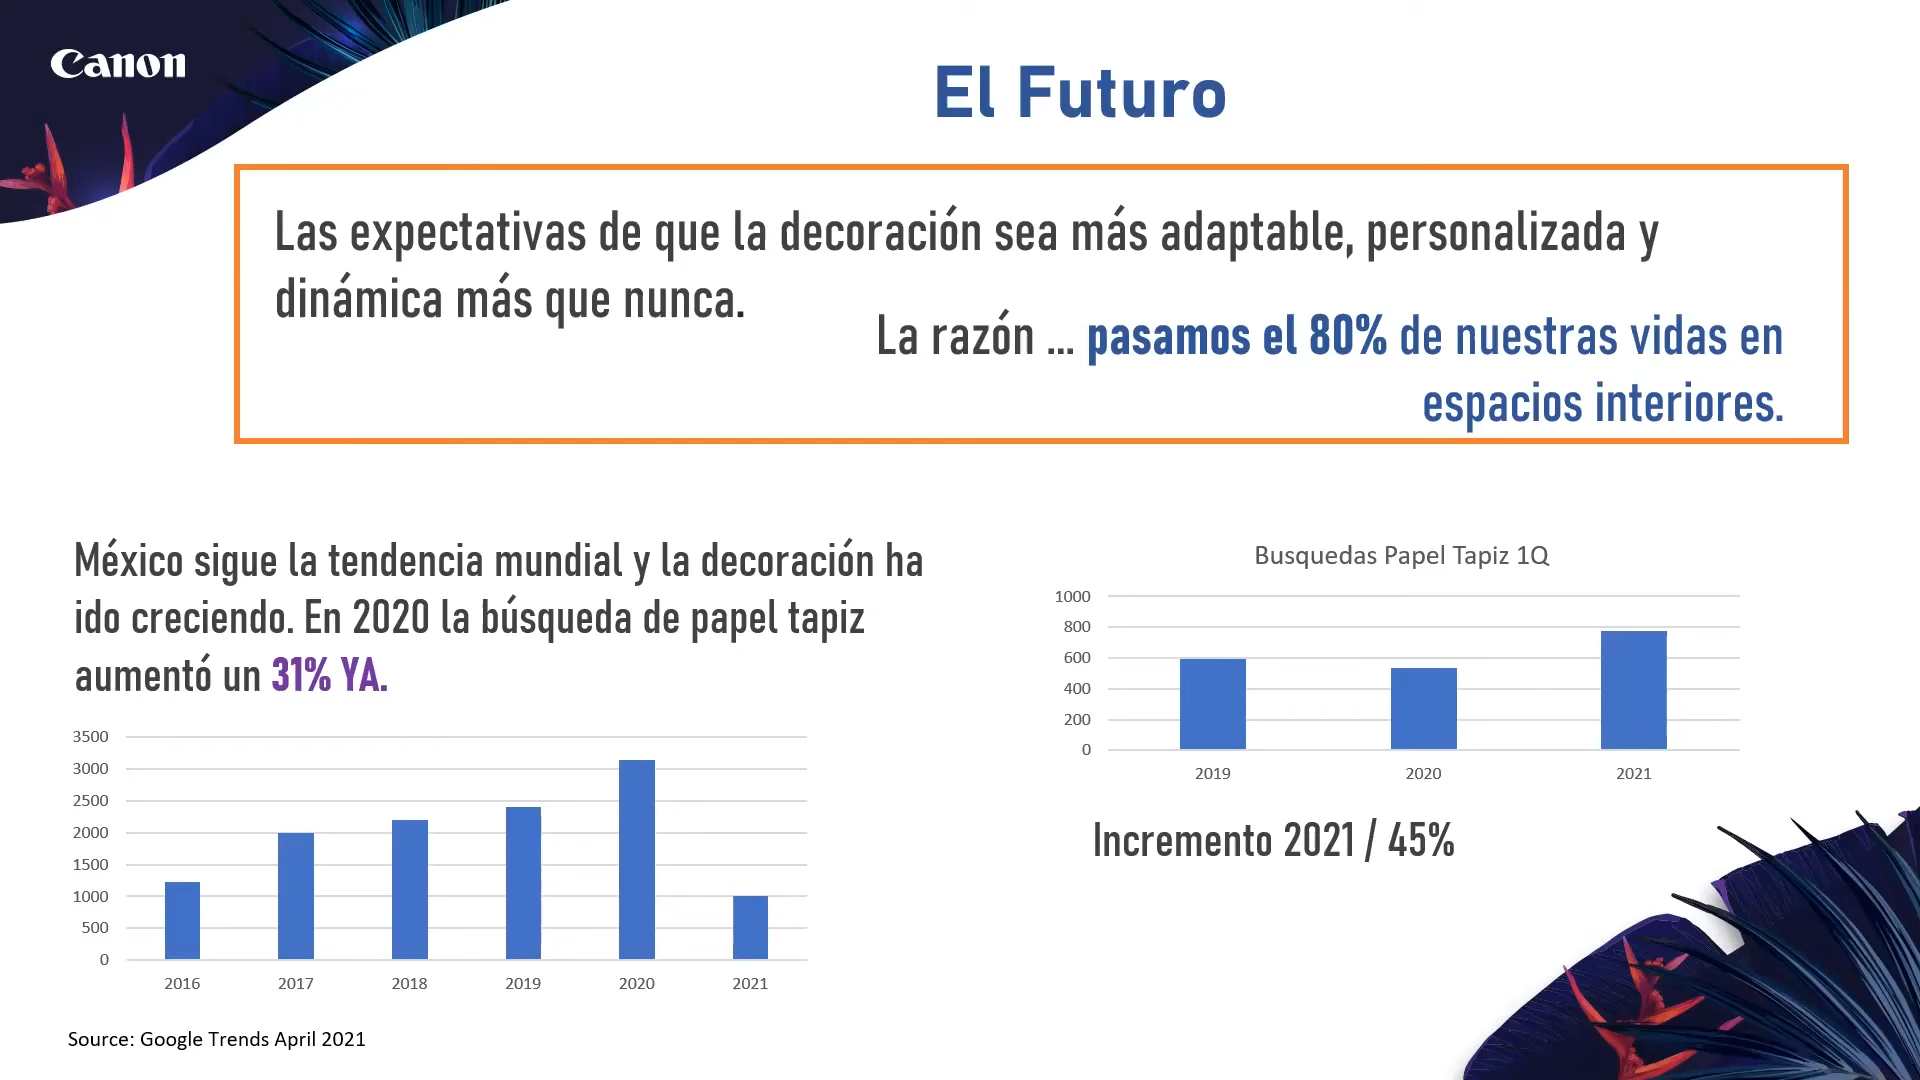 Canon
El Futuro
Las expectativas de que la decoración sea más adaptable, personalizada y
dinámica más que nunca.
La razón ... pasamos el 80% de nuestras vidas en
espacios interiores.
México sigue la tendencia mundial y la decoración ha
ido creciendo. En 2020 la búsqueda de papel tapiz
aumentó un 31% YA.
3500
3000
2500
2000
1500
1000
500
0
2016 2017 2018 2019 2020 2021
Source: Google Trends April 2021
Busquedas Papel Tapiz 1Q
1000
800
600
400
200
0
2019 2020 2021
Incremento 2021 / 45%